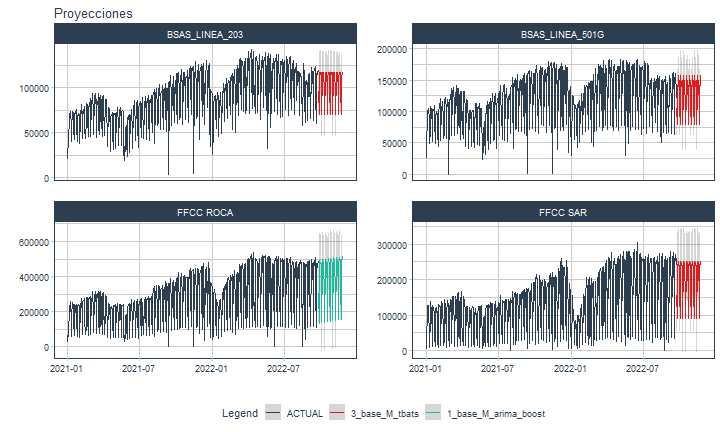 Proyecciones
BSAS_LINEA_203
BSAS_LINEA_501G
100000
50000
0
200000
150000
100000
50000
0
FFCC ROCA
FFCC SAR
600000
400000
200000
0
300000
200000
100000
0
2021-01 2021-07 2022-01 2022-07
2021-01 2021-07 2022-01 2022-07
Legend ACTUAL 3_base_M_tbats 1_base_M_arima_boost